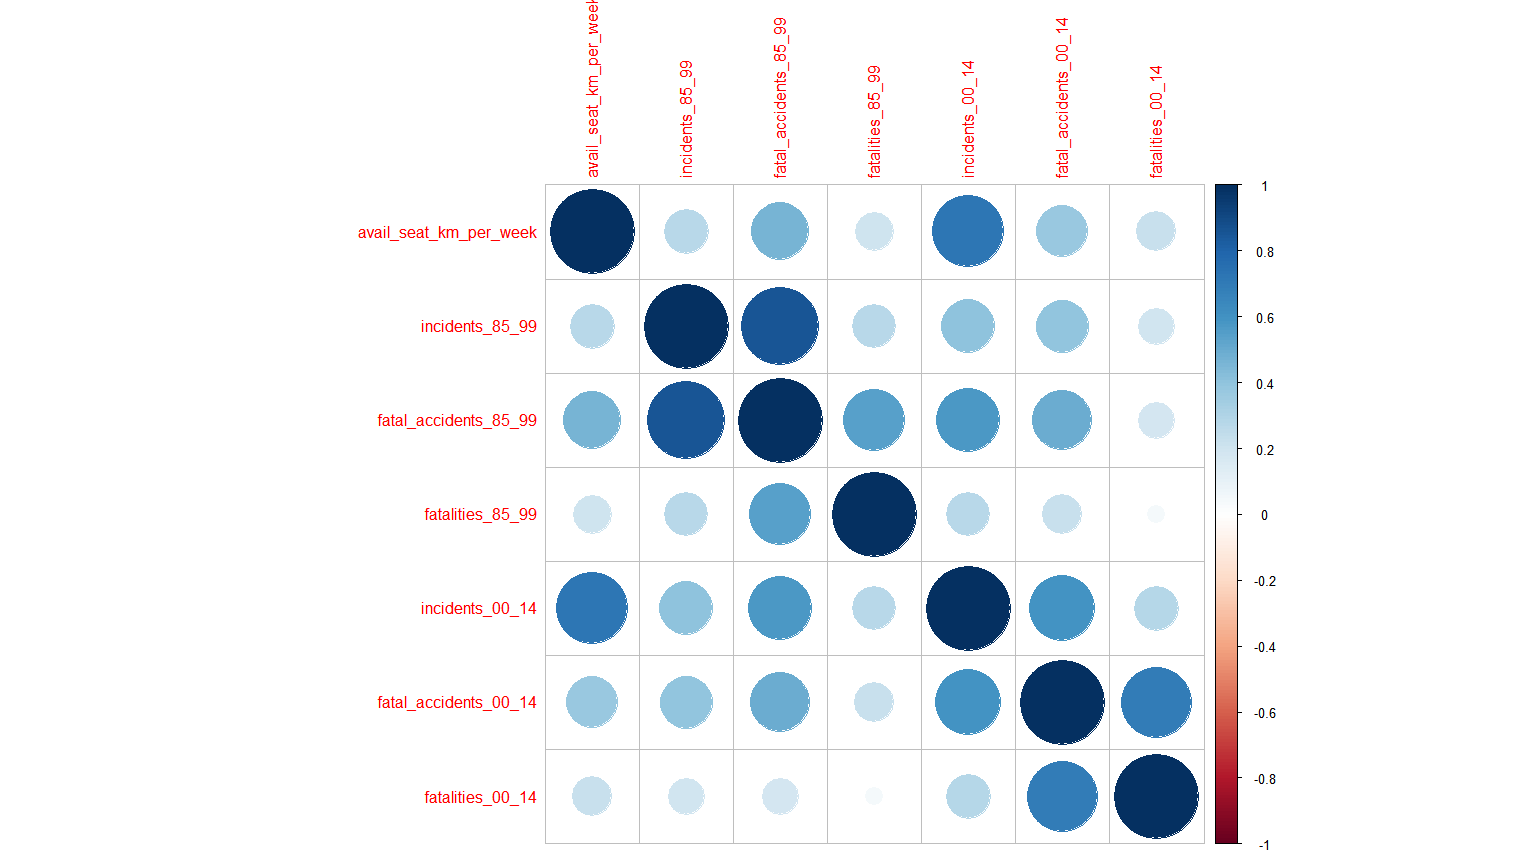 avail_seat_km_per_week
incidents_85_99
fatal_accidents_85_99
fatalities_85_99
incidents_00_14
fatal_accidents_00_14
fatalities_00_14
avail_seat_km_per_week
incidents_85_99
fatal_accidents_85_99
fatalities_85_99
incidents_00_14
fatal_accidents_00_14
fatalities_00_14
1
0.8
0.6
0.4
0.2
0
-0.2
-0.4
-0.6
-0.8
-1